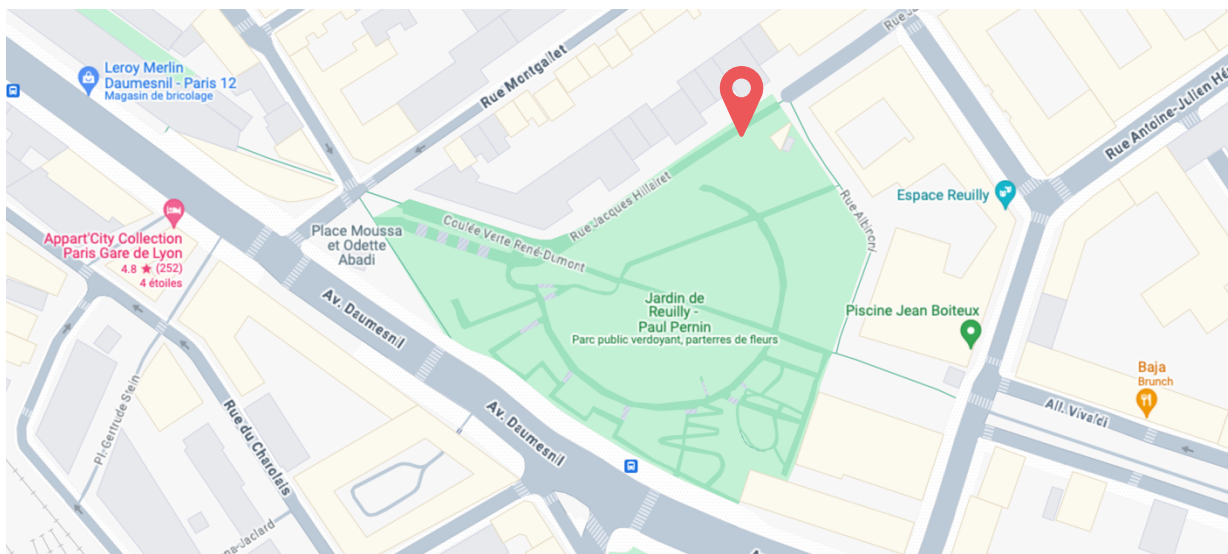 Rue Montgallet
Leroy Merlin
Daumesnil - Paris 12
Magasin de bricolage
Rue Antoine-Julien Hé
Espace Reuilly
Rue Jacques Hillairet
Rue Albinoni
Coulée Verte René-Dumont
Place Moussa
et Odette
Abadi
Appart'City Collection
Paris Gare de Lyon
4.8 ★ (252)
4 étoiles
Av. Daumesnil
Jardin de
Reuilly -
Paul Pernin
Parc public verdoyant, parterres de fleurs
Piscine Jean Boiteux
Baja
Brunch
All. Vivaldi
Pl. Gertrude Stein
Rue du Charolais
Av. Daumesnil
na-Jaclard